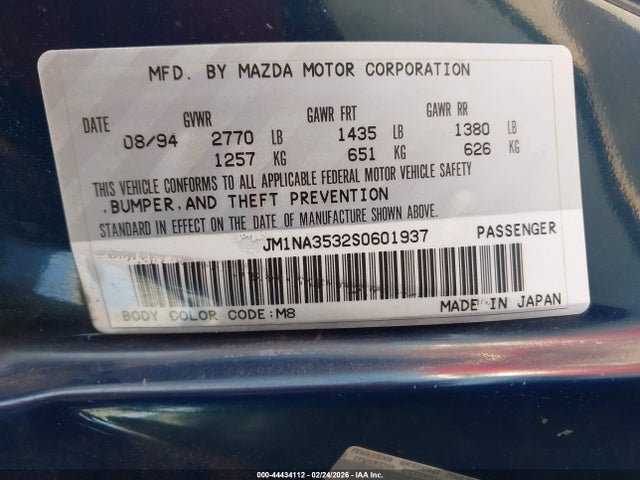 MFD. BY MAZDA MOTOR CORPORATION
DATE GVWR GAWR FRT GAWR RR
08/94 2770 LB 1435 LB 1380 LB
1257 KG 651 KG 626 KG
THIS VEHICLE CONFORMS TO ALL APPLICABLE FEDERAL MOTOR VEHICLE SAFETY
,BUMPER,AND THEFT PREVENTION
STANDARD IN EFFECT ON THE DATE OF MANUFACTURE SHOWN ABOVE.
JM1NA3532S0601937 PASSENGER
BODY COLOR CODE:M8 MADE IN JAPAN
000-44434112 - 02/24/2026 - IAA Inc.